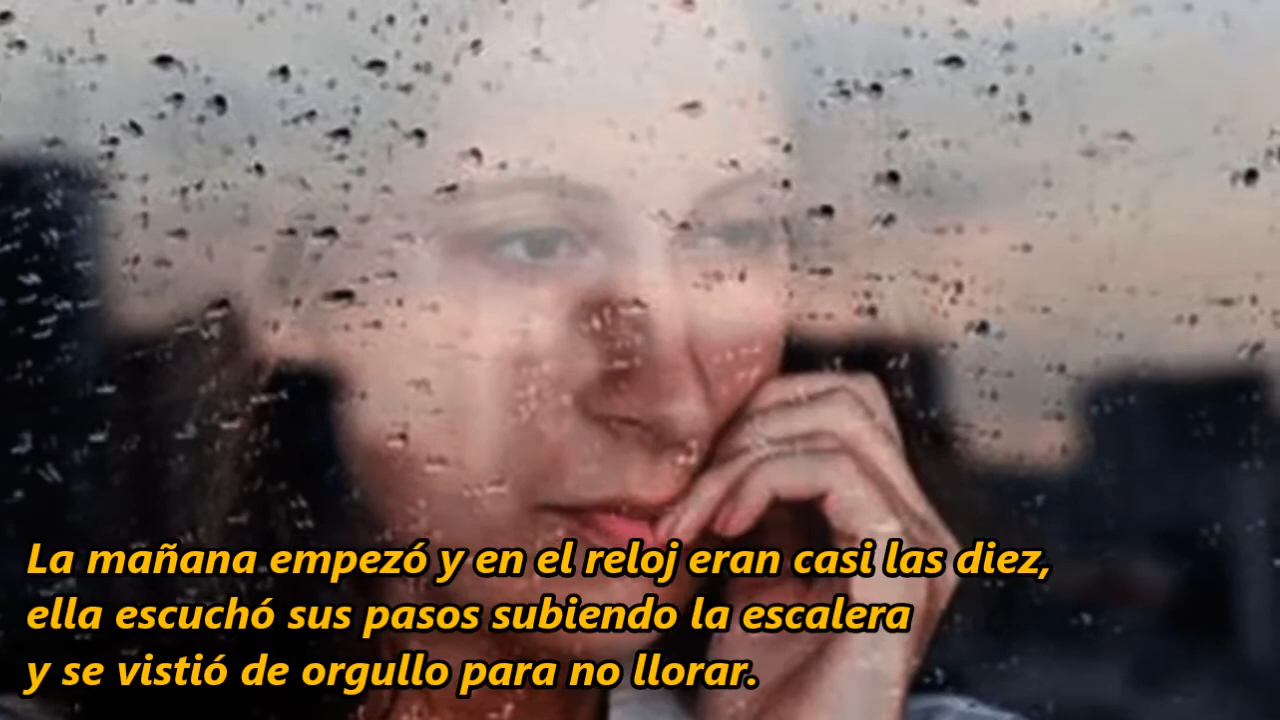 La mañana empezó y en el reloj eran casi las diez,
ella escuchó sus pasos subiendo la escalera
y se vistió de orgullo para no llorar.